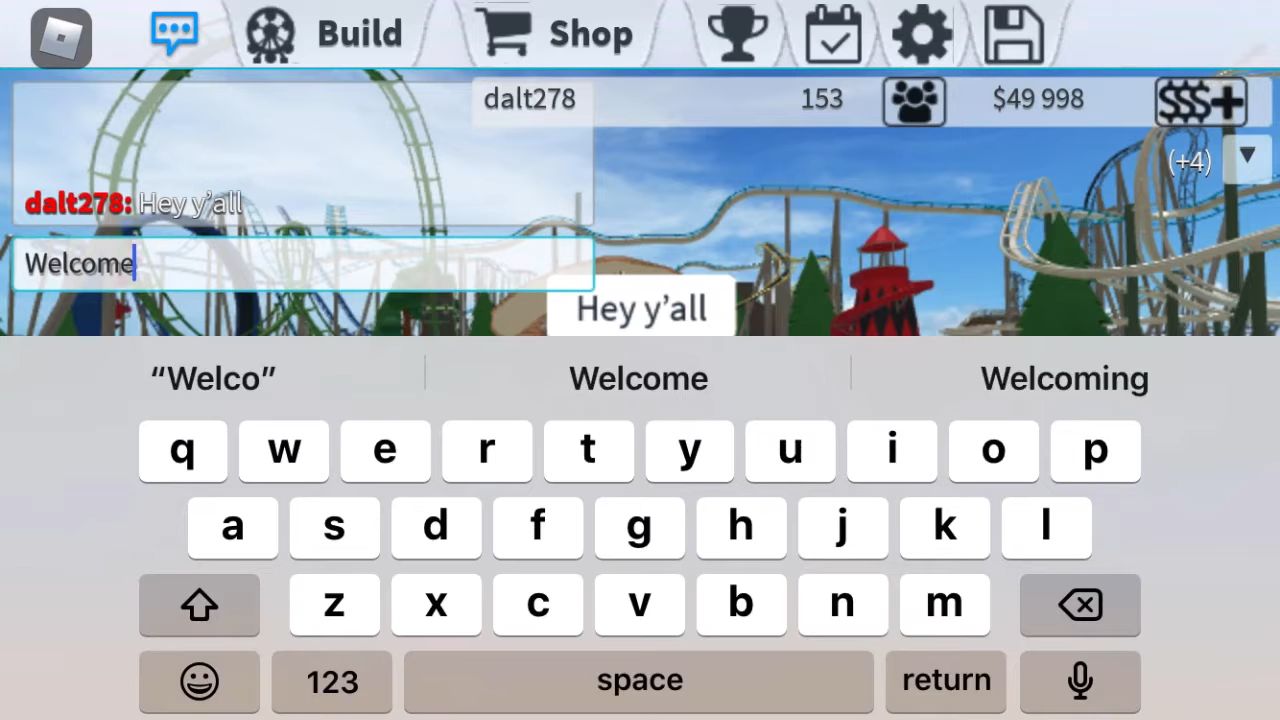 Build
Shop
dalt278 153 $49 998 $$$+
(+4)
dalt278: Hey y’all
Welcome
Hey y’all
“Welco” Welcome Welcoming
q w e r t y u i o p
a s d f g h j k l
z x c v b n m
123 space return